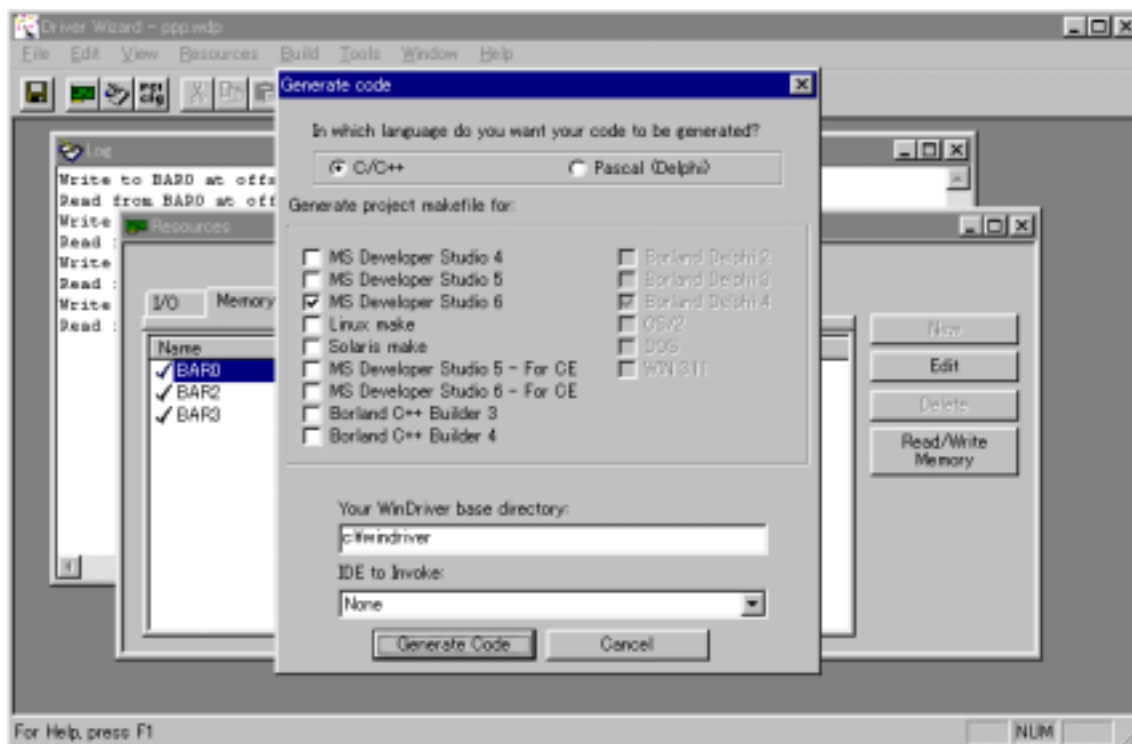 Driver Wizard - ppp.wdp
File Edit View Resources Build Tools Window Help
Generate code
In which language do you want your code to be generated?
C/C++ Pascal (Delphi)
Generate project makefile for:
MS Developer Studio 4
MS Developer Studio 5
MS Developer Studio 6
Linux make
Solaris make
MS Developer Studio 5 - For CE
MS Developer Studio 6 - For CE
Borland C++ Builder 3
Borland C++ Builder 4
Borland Delphi 2
Borland Delphi 3
Borland Delphi 4
OS/2
DOS
WIN 3.11
Your WinDriver base directory:
c:¥windriver
IDE to Invoke:
None
Generate Code Cancel
Log
Write to BAR0 at offs
Read from BAR0 at off
Write
Read :
Write
Read :
Write
Read :
Resources
I/O Memory
Name
BAR0
BAR2
BAR3
New
Edit
Delete
Read/Write
Memory
For Help, press F1
NUM